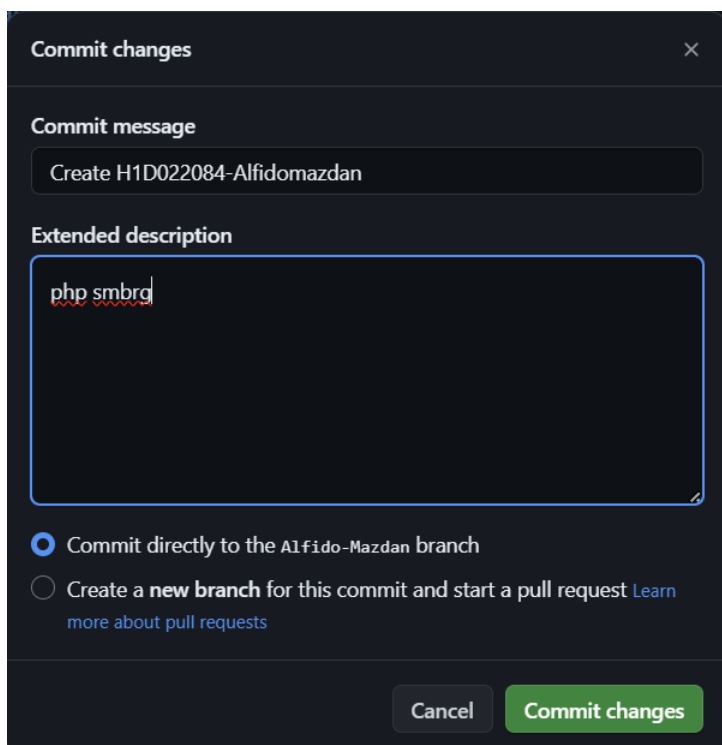 Commit changes
Commit message
Create H1D022084-Alfidomazdan
Extended description
php smbrg
Commit directly to the Alfido-Mazdan branch
Create a new branch for this commit and start a pull request Learn
more about pull requests
Cancel Commit changes